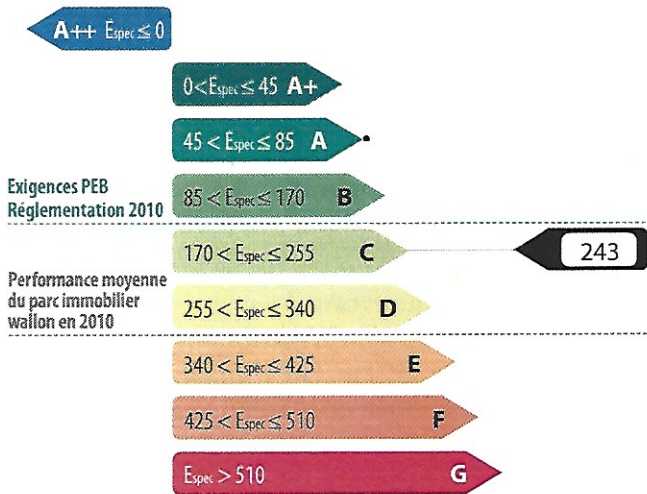 A++ Espec ≤ 0
0 < Espec ≤ 45 A+
45 < Espec ≤ 85 A
Exigences PEB
Réglementation 2010
85 < Espec ≤ 170 B
170 < Espec ≤ 255 C
243
Performance moyenne
du parc immobilier
wallon en 2010
255 < Espec ≤ 340 D
340 < Espec ≤ 425 E
425 < Espec ≤ 510 F
Espec > 510 G